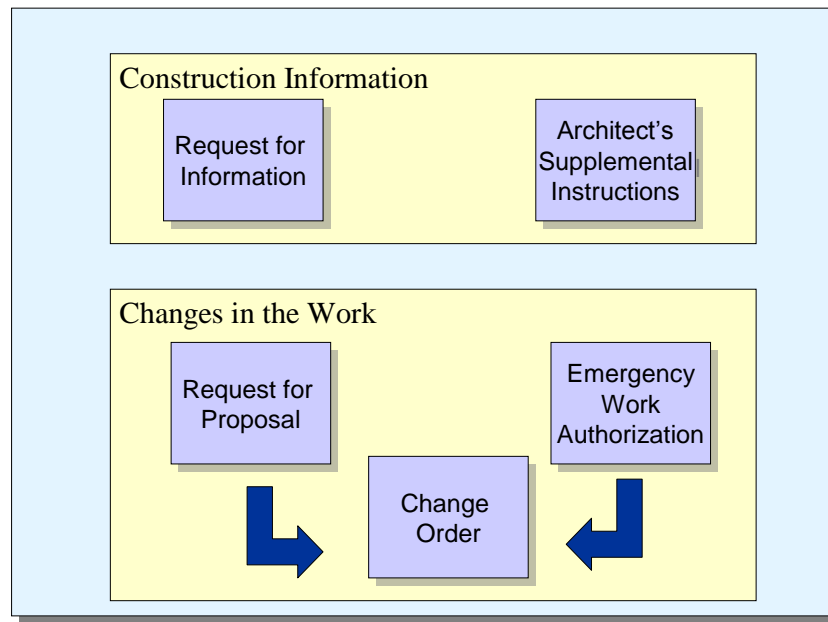 Construction Information
Request for
Information
Architect's
Supplemental
Instructions
Changes in the Work
Request for
Proposal
Emergency
Work
Authorization
Change
Order